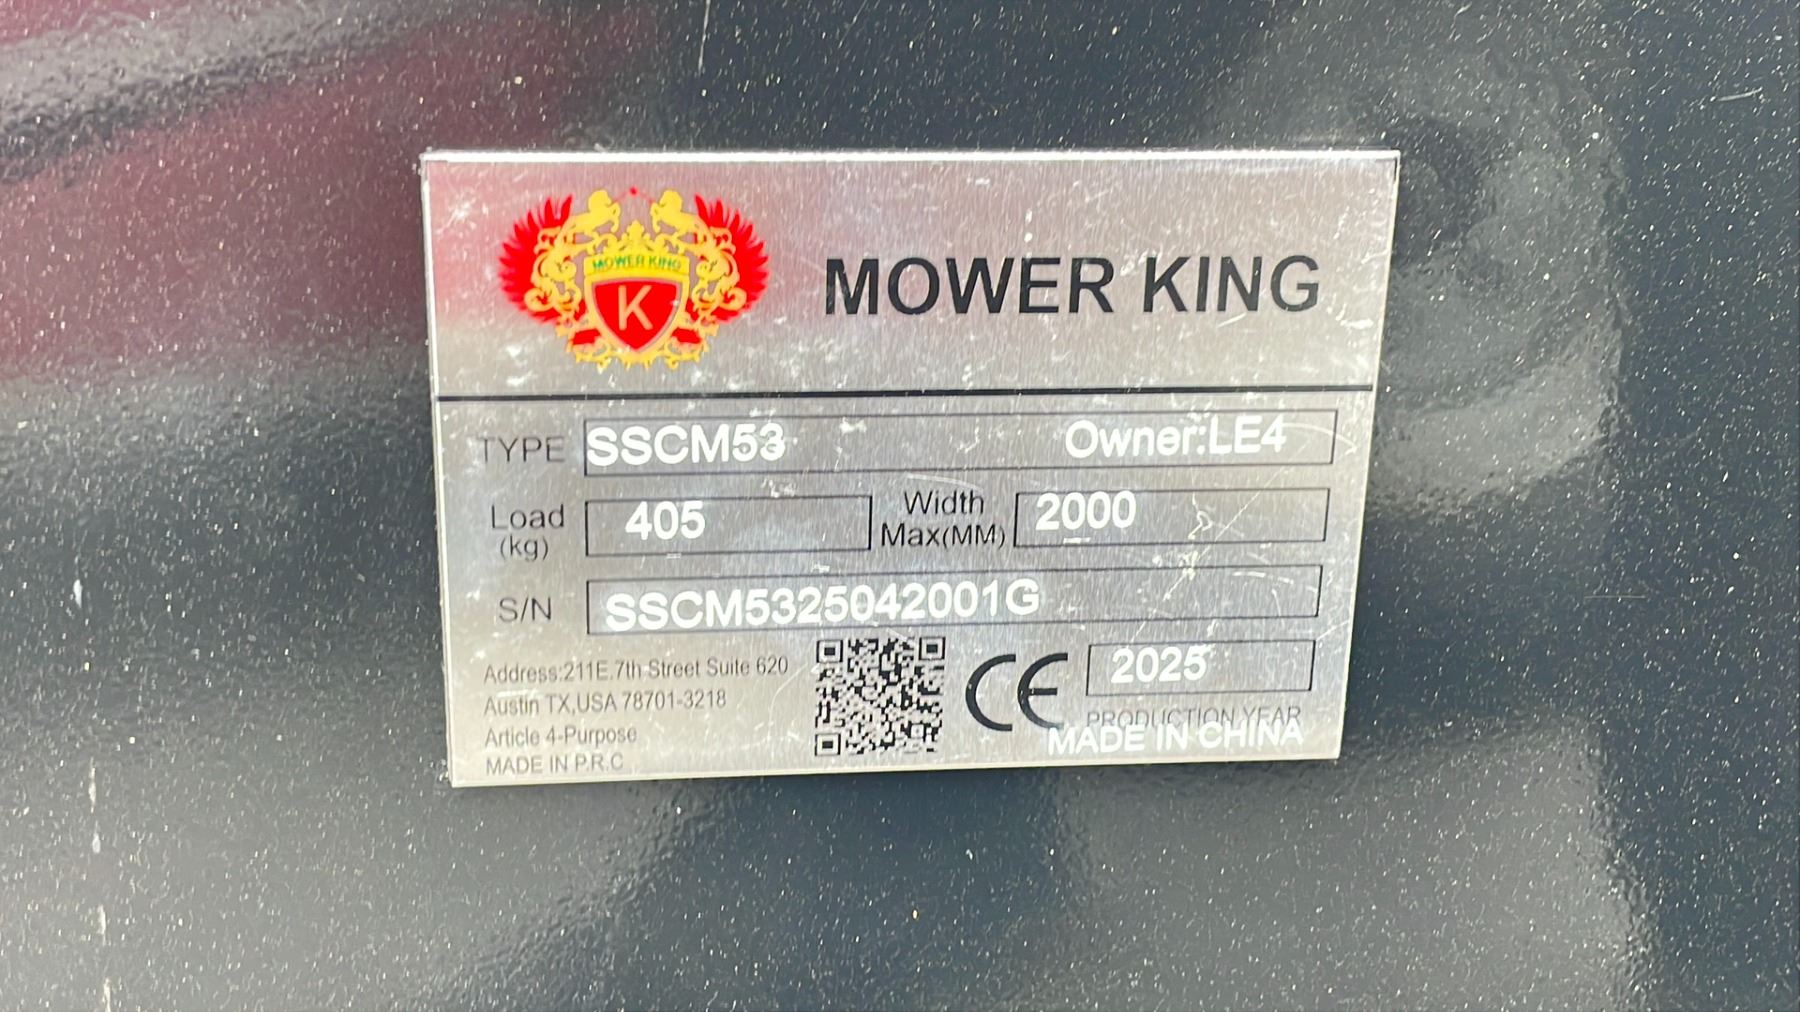 MOWER KING
K
MOWER KING
TYPE SSCM53 Owner:LE4
Load (kg) 405 Width Max(MM) 2000
S/N SSCM5325042001G
Address:211E.7th Street Suite 620
Austin TX,USA 78701-3218
Article 4-Purpose
MADE IN P.R.C
CE 2025
PRODUCTION YEAR
MADE IN CHINA